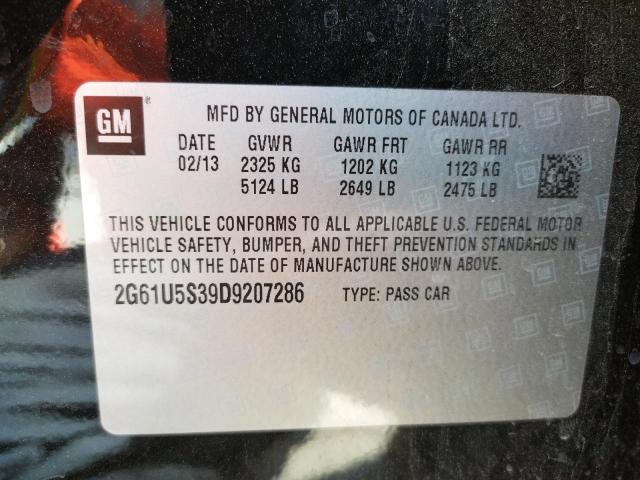 GM
®
MFD BY GENERAL MOTORS OF CANADA LTD.
DATE GVWR GAWR FRT GAWR RR
02/13 2325 KG 1202 KG 1123 KG
5124 LB 2649 LB 2475 LB
THIS VEHICLE CONFORMS TO ALL APPLICABLE U.S. FEDERAL MOTOR
VEHICLE SAFETY, BUMPER, AND THEFT PREVENTION STANDARDS IN
EFFECT ON THE DATE OF MANUFACTURE SHOWN ABOVE.
2G61U5S39D9207286 TYPE: PASS CAR